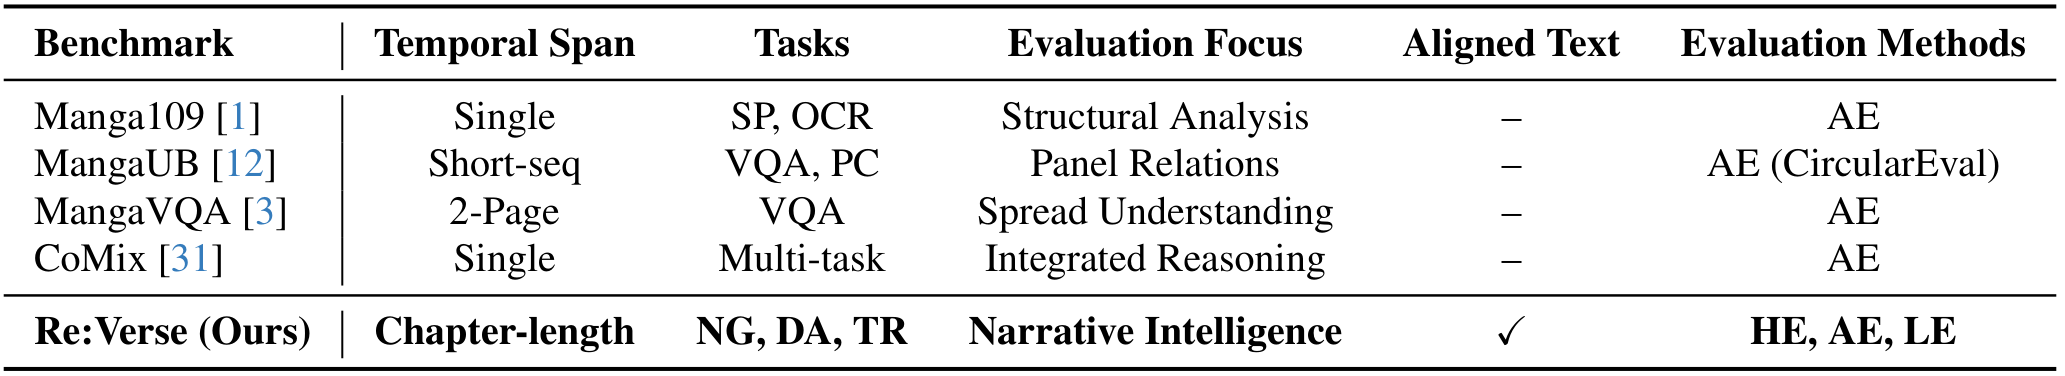 Benchmark Temporal Span Tasks Evaluation Focus Aligned Text Evaluation Methods
Manga109 [1] Single SP, OCR Structural Analysis – AE
MangaUB [12] Short-seq VQA, PC Panel Relations – AE (CircularEval)
MangaVQA [3] 2-Page VQA Spread Understanding – AE
CoMix [31] Single Multi-task Integrated Reasoning – AE
Re:Verse (Ours) Chapter-length NG, DA, TR Narrative Intelligence ✓ HE, AE, LE